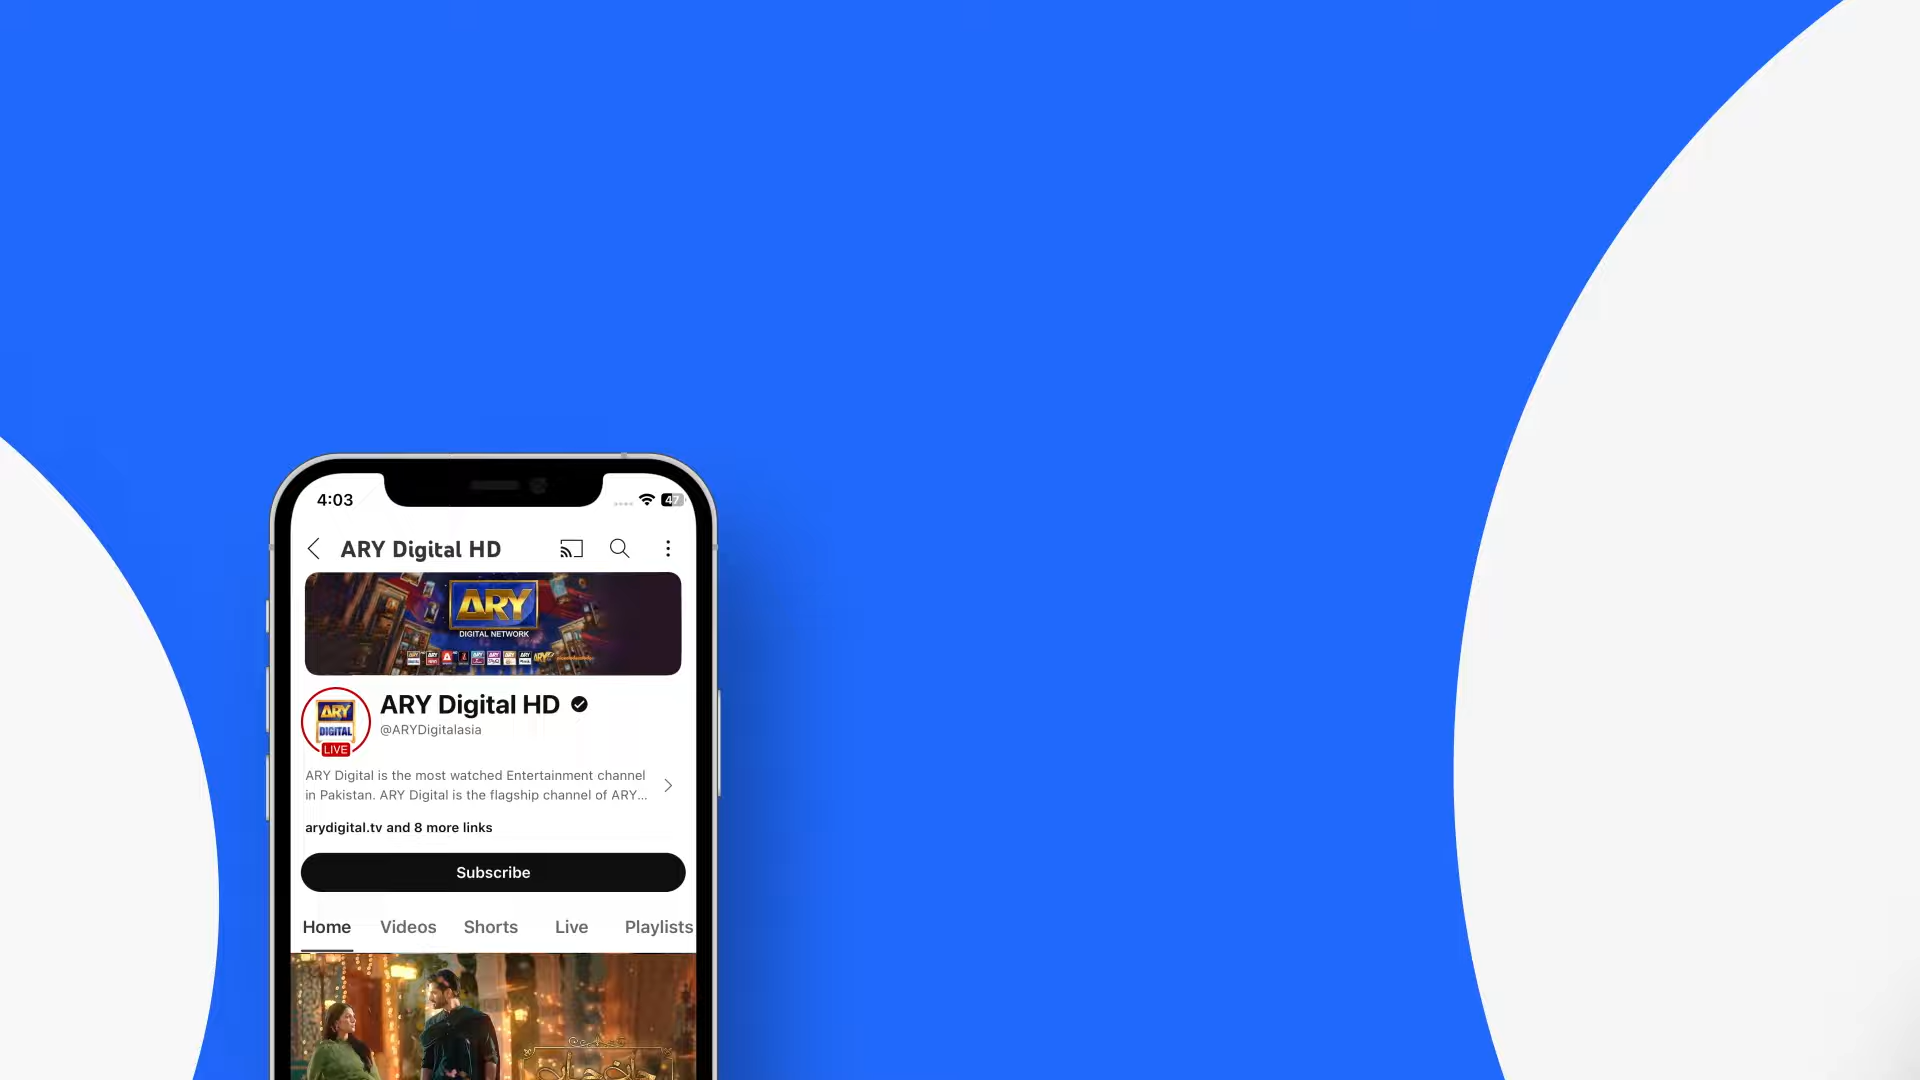 4:03
47
ARY Digital HD
ARY
DIGITAL NETWORK
ARY Digital HD
@ARYDigitalasia
ARY
DIGITAL
LIVE
ARY Digital is the most watched Entertainment channel
in Pakistan. ARY Digital is the flagship channel of ARY...
arydigital.tv and 8 more links
Subscribe
Home Videos Shorts Live Playlists